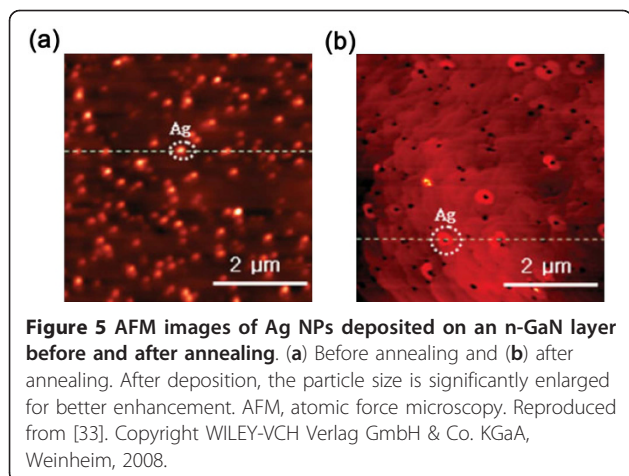 (a)
(b)
Ag
2 μm
Ag
2 μm
Figure 5 AFM images of Ag NPs deposited on an n-GaN layer
before and after annealing. (a) Before annealing and (b) after
annealing. After deposition, the particle size is significantly enlarged
for better enhancement. AFM, atomic force microscopy. Reproduced
from [33]. Copyright WILEY-VCH Verlag GmbH & Co. KGaA,
Weinheim, 2008.